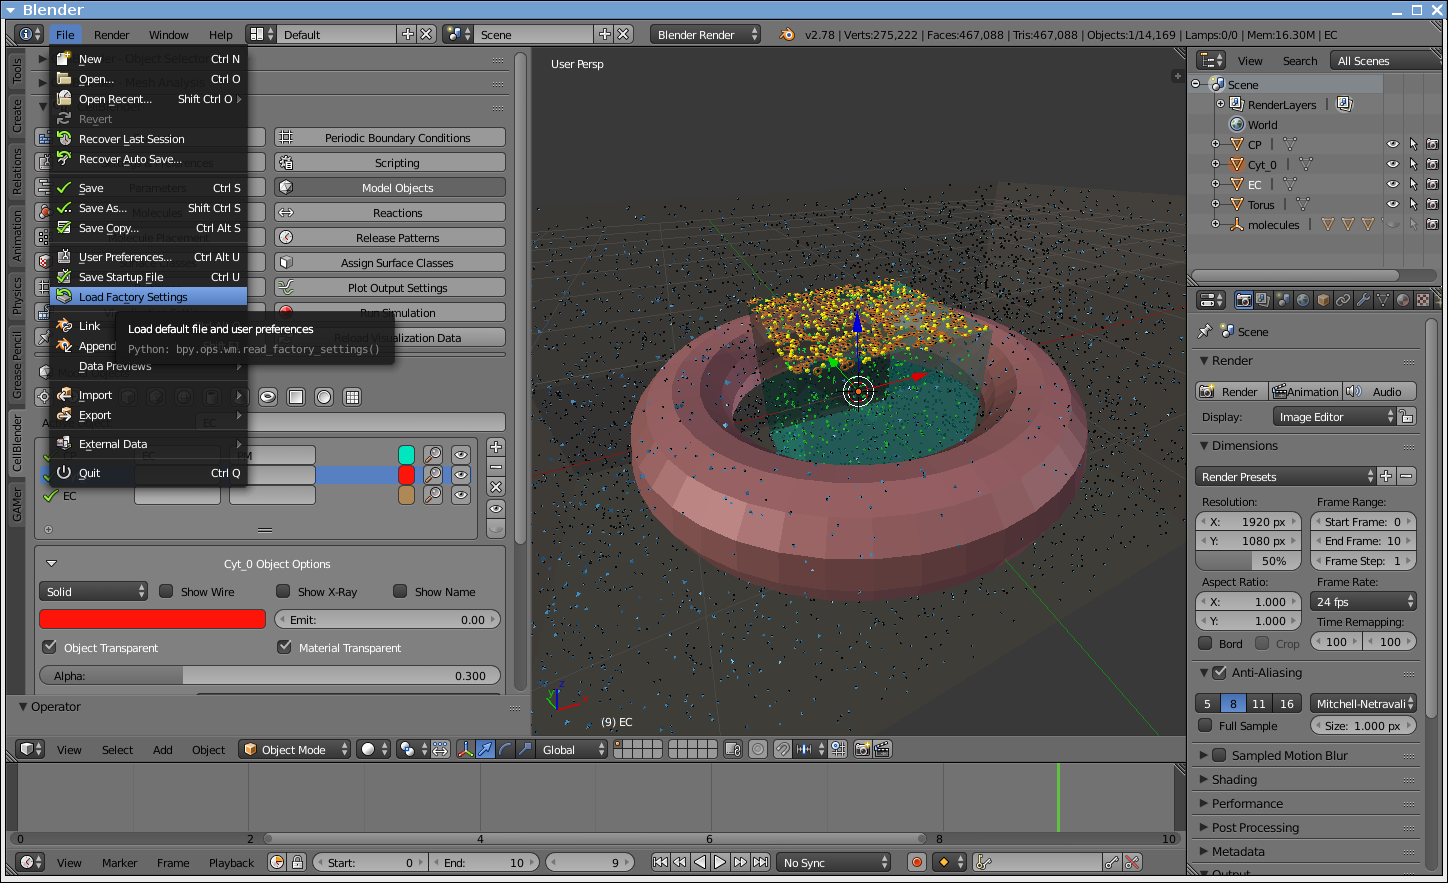 Blender
File Render Window Help Default Scene Blender Render v2.78 | Verts:275,222 | Faces:467,088 | Tris:467,088 | Objects:1/14,169 | Lamps:0/0 | Mem:16.30M | EC
New Ctrl N
Open... Ctrl O
Open Recent... Shift Ctrl O
Revert
Recover Last Session
Recover Auto Save...
Save Ctrl S
Save As... Shift Ctrl S
Save Copy... Ctrl Alt S
User Preferences... Ctrl Alt U
Save Startup File Ctrl U
Load Factory Settings
Link
Append
Data Previews
Import
Export
External Data
Quit Ctrl Q
Load default file and user preferences
Python: bpy.ops.wm.read_factory_settings()
Tools
Create
Relations
Animation
Physics
Grease Pencil
CellBlender
GAMer
Periodic Boundary Conditions
Scripting
Parameters
Model Objects
Molecules
Reactions
Release Patterns
Assign Surface Classes
Plot Output Settings
Run Simulation
Reload Visualization Data
EC
CP EC PM
EC
Cyt_0 Object Options
Solid Show Wire Show X-Ray Show Name
Emit: 0.00
Object Transparent Material Transparent
Alpha: 0.300
Operator
User Persp
(9) EC
View Select Add Object Object Mode Global
0 2 4 6 8 10
View Marker Frame Playback Start: 0 End: 10 9 No Sync
View Search All Scenes
Scene
RenderLayers |
World
CP |
Cyt_0 |
EC |
Torus |
molecules |
Scene
Render
Render Animation Audio
Display: Image Editor
Dimensions
Render Presets
Resolution: Frame Range:
X: 1920 px Start Frame: 0
Y: 1080 px End Frame: 10
50% Frame Step: 1
Aspect Ratio: Frame Rate:
X: 1.000 24 fps
Y: 1.000 Time Remapping:
Bord Crop 100 100
Anti-Aliasing
5 8 11 16 Mitchell-Netravali
Full Sample Size: 1.000 px
Sampled Motion Blur
Shading
Performance
Post Processing
Metadata
Output